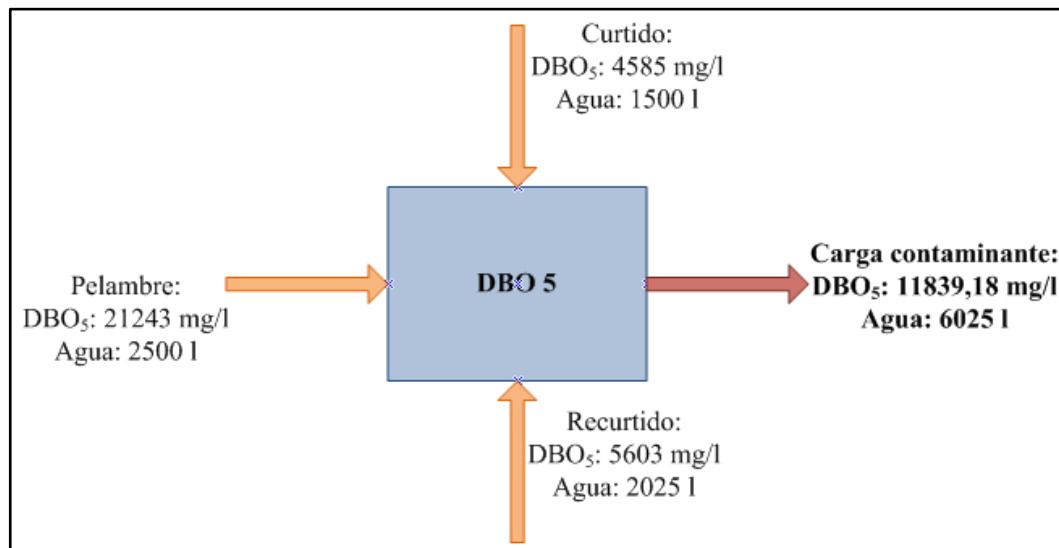 Curtido:
DBO₅: 4585 mg/l
Agua: 1500 l
Pelambre:
DBO₅: 21243 mg/l
Agua: 2500 l
DBO 5
Carga contaminante:
DBO₅: 11839,18 mg/l
Agua: 6025 l
Recurtido:
DBO₅: 5603 mg/l
Agua: 2025 l